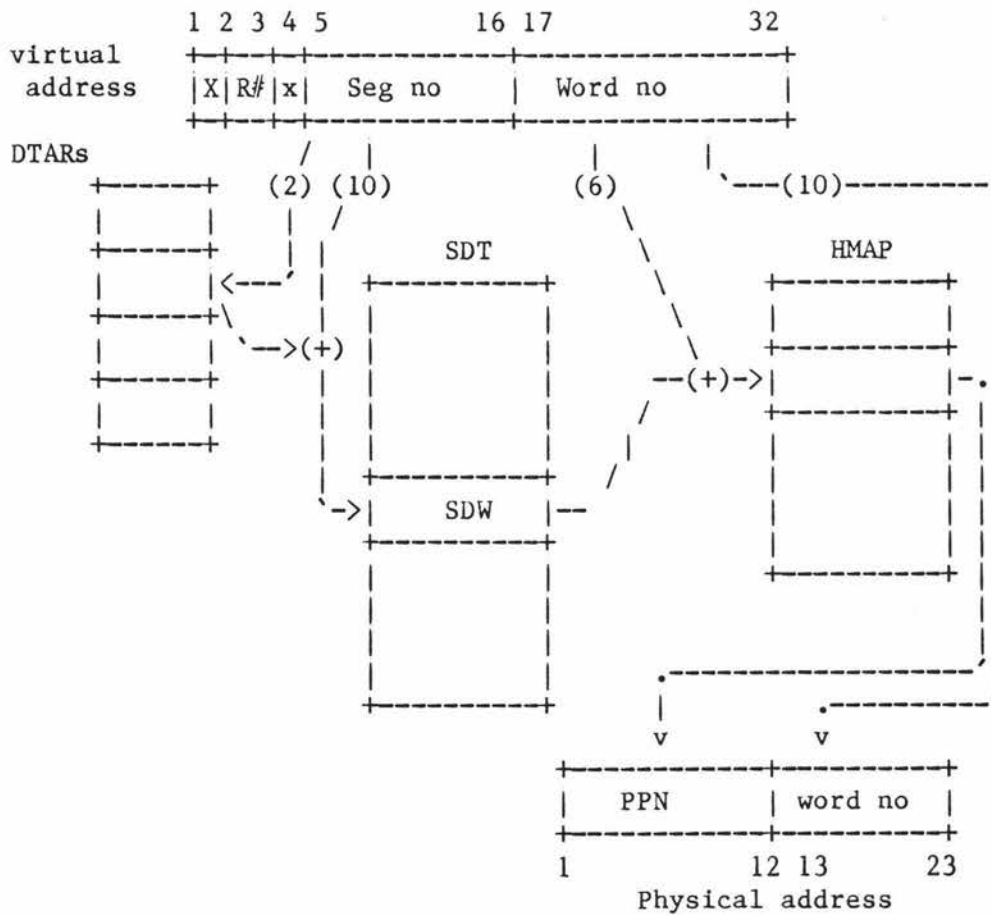 1 2 3 4 5 16 17 32
virtual
address |X|R#|x| Seg no | Word no |
DTARs
(2) (10) (6) (10)
SDT HMAP
(+)
(+)
SDW
v v
PPN | word no
1 12 13 23
Physical address